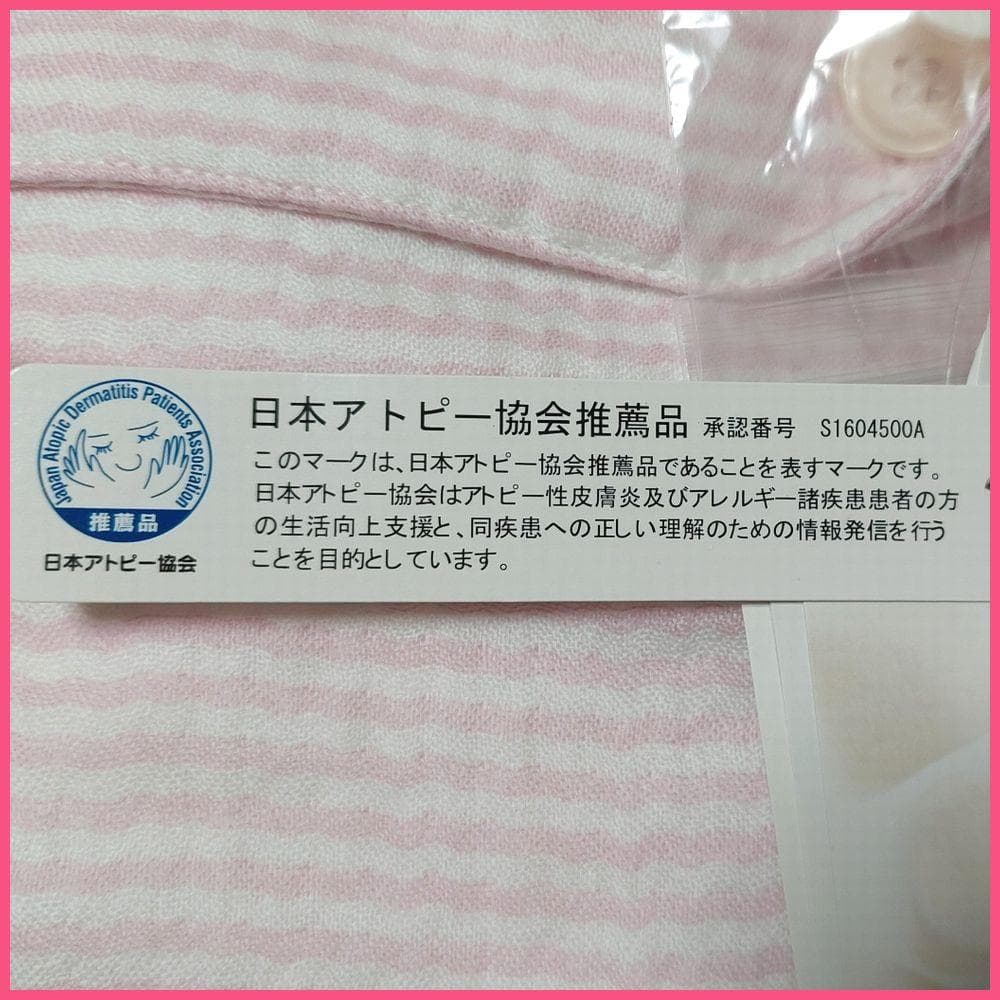 Japan Atopic Dermatitis Patients Association
推薦品
日本アトピー協会
日本アトピー協会推薦品 承認番号 S1604500A
このマークは、日本アトピー協会推薦品であることを表すマークです。
日本アトピー協会はアトピー性皮膚炎及びアレルギー諸疾患患者の方
の生活向上支援と、同疾患への正しい理解のための情報発信を行う
ことを目的としています。